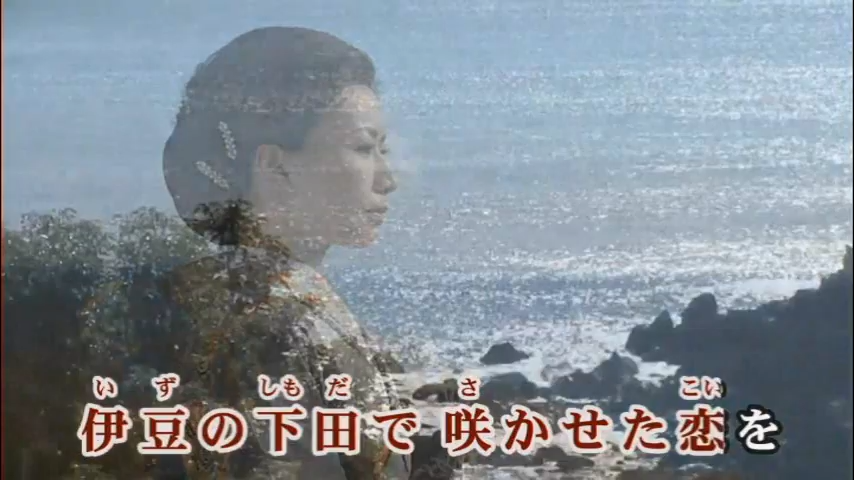 い ず しも だ さ こい
伊豆の下田で 咲かせた恋を